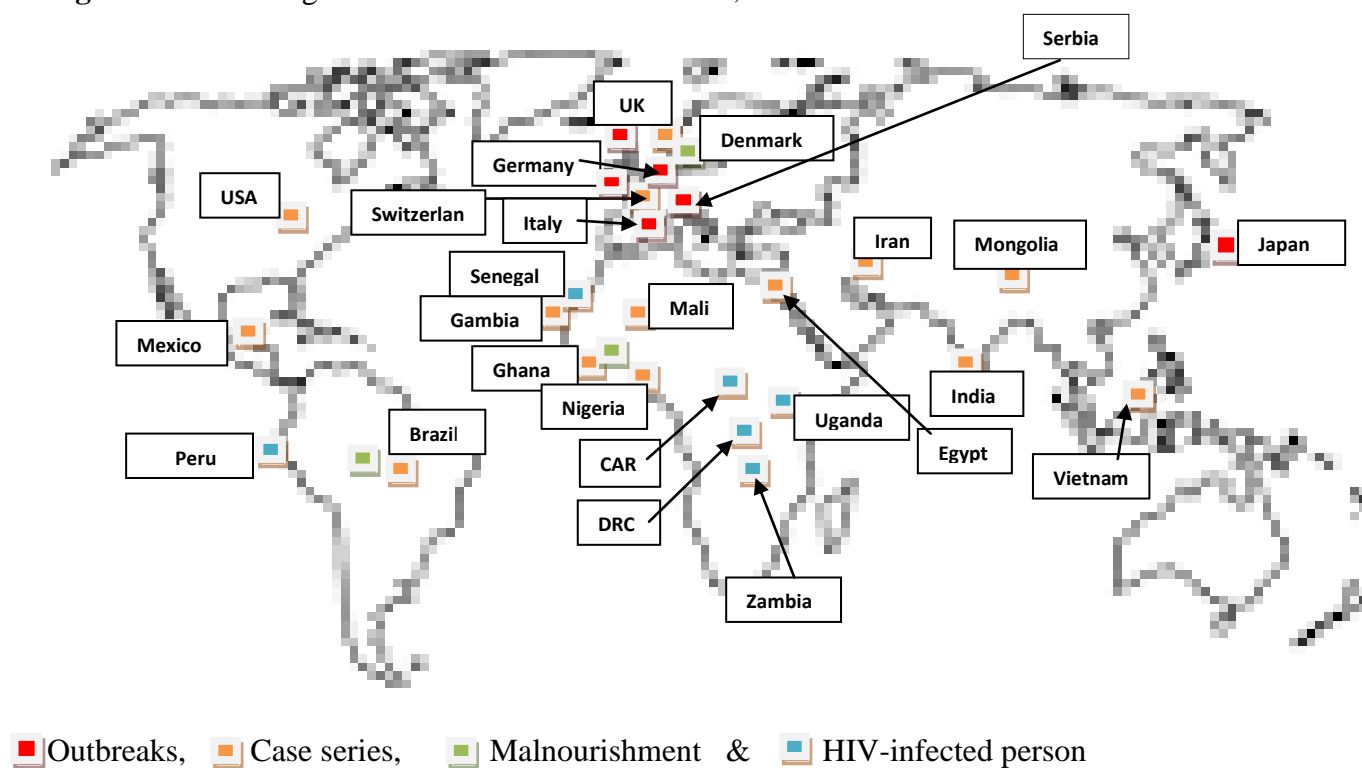 Serbia
UK
Denmark
Germany
USA
Switzerlan
Italy
Iran
Mongolia
Japan
Senegal
Mali
Gambia
Mexico
Ghana
India
Nigeria
Uganda
Brazil
Peru
CAR
Egypt
Vietnam
DRC
Zambia
Outbreaks, Case series, Malnourishment & HIV-infected person